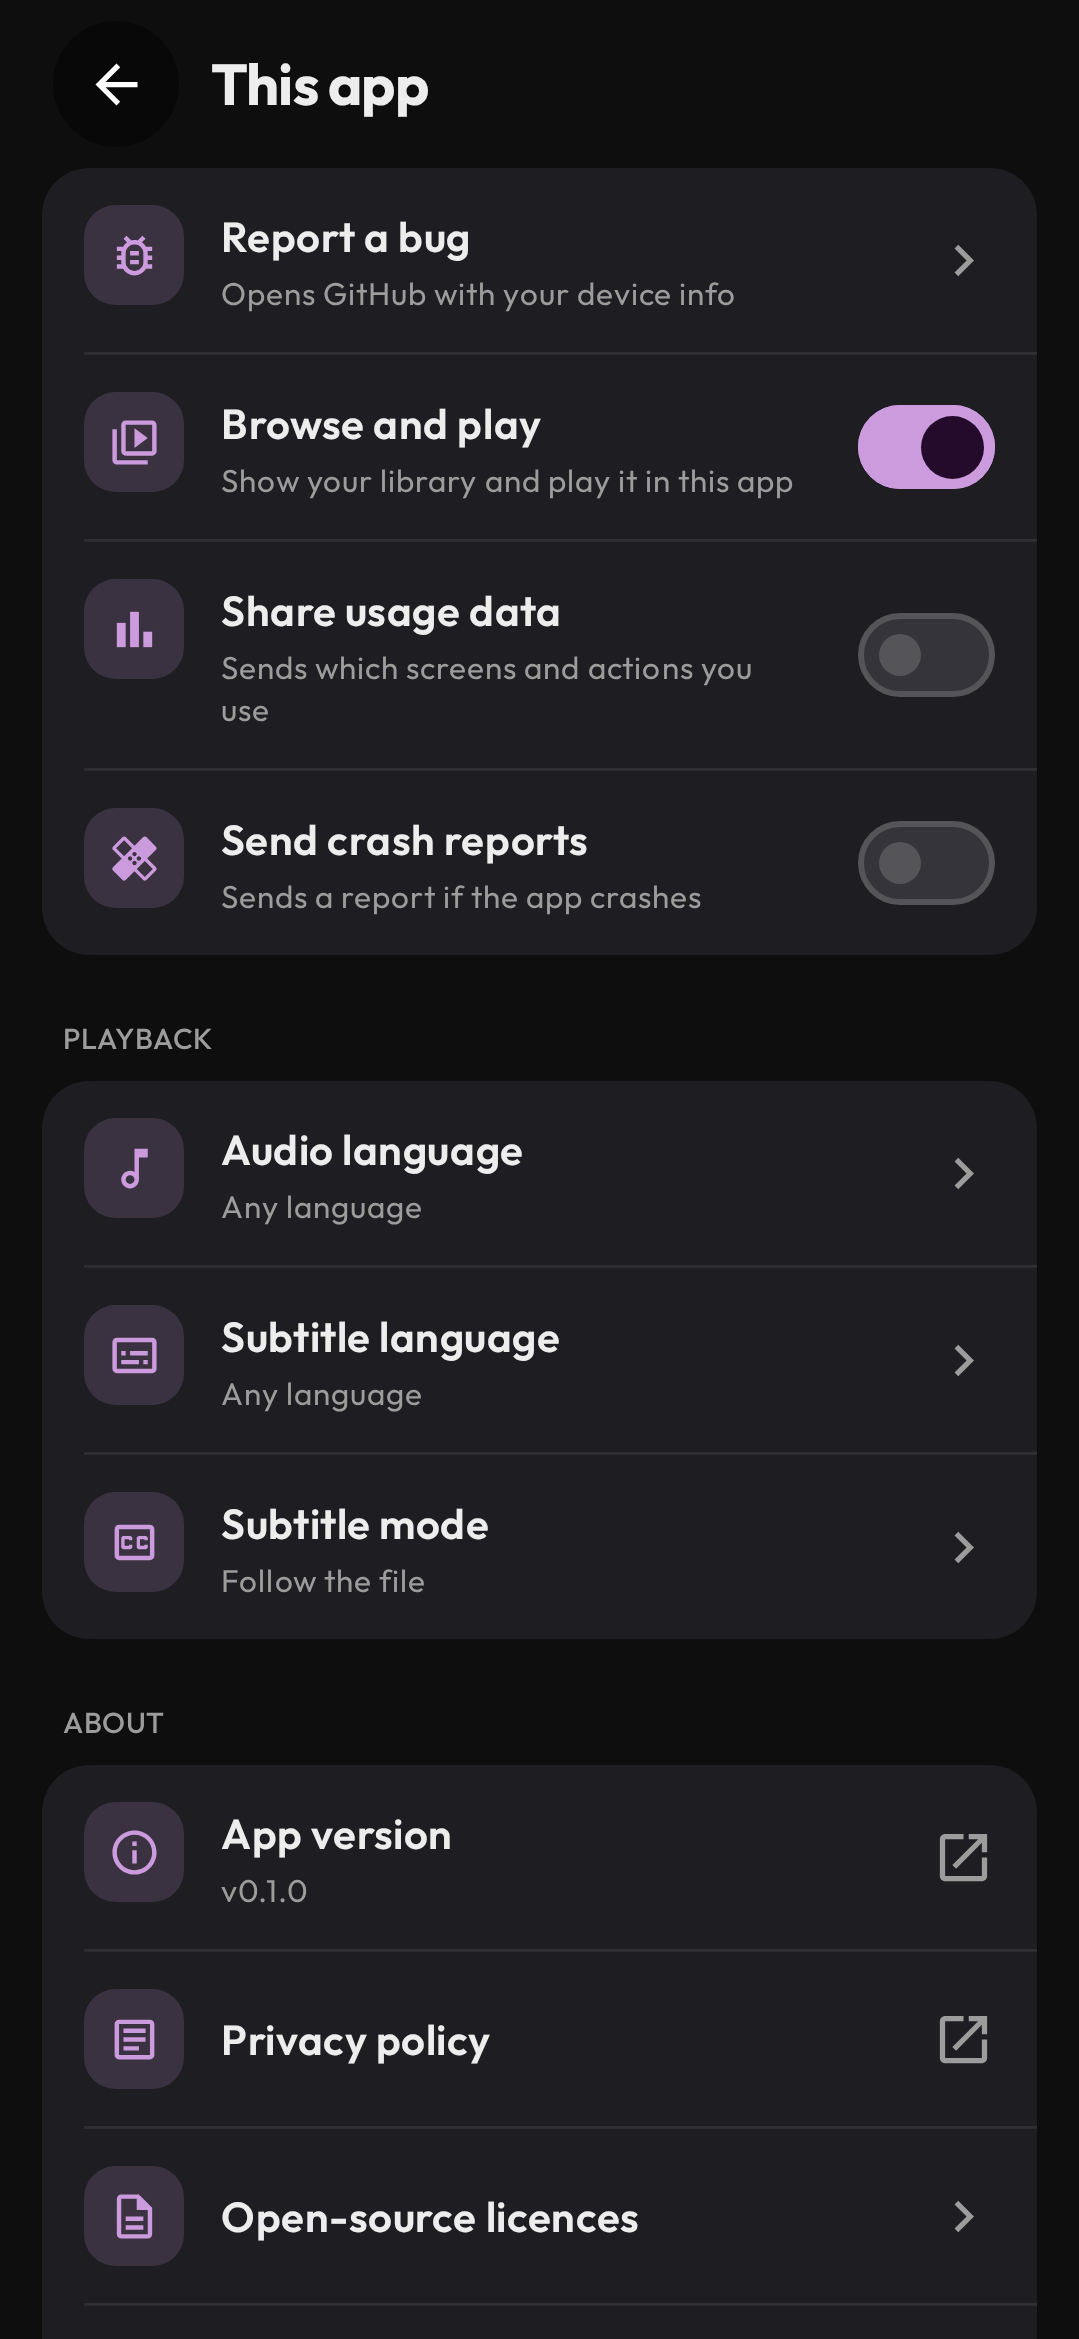 This app
Report a bug
Opens GitHub with your device info
Browse and play
Show your library and play it in this app
Share usage data
Sends which screens and actions you
use
Send crash reports
Sends a report if the app crashes
PLAYBACK
Audio language
Any language
Subtitle language
Any language
CC
Subtitle mode
Follow the file
ABOUT
App version
v0.1.0
Privacy policy
Open-source licences